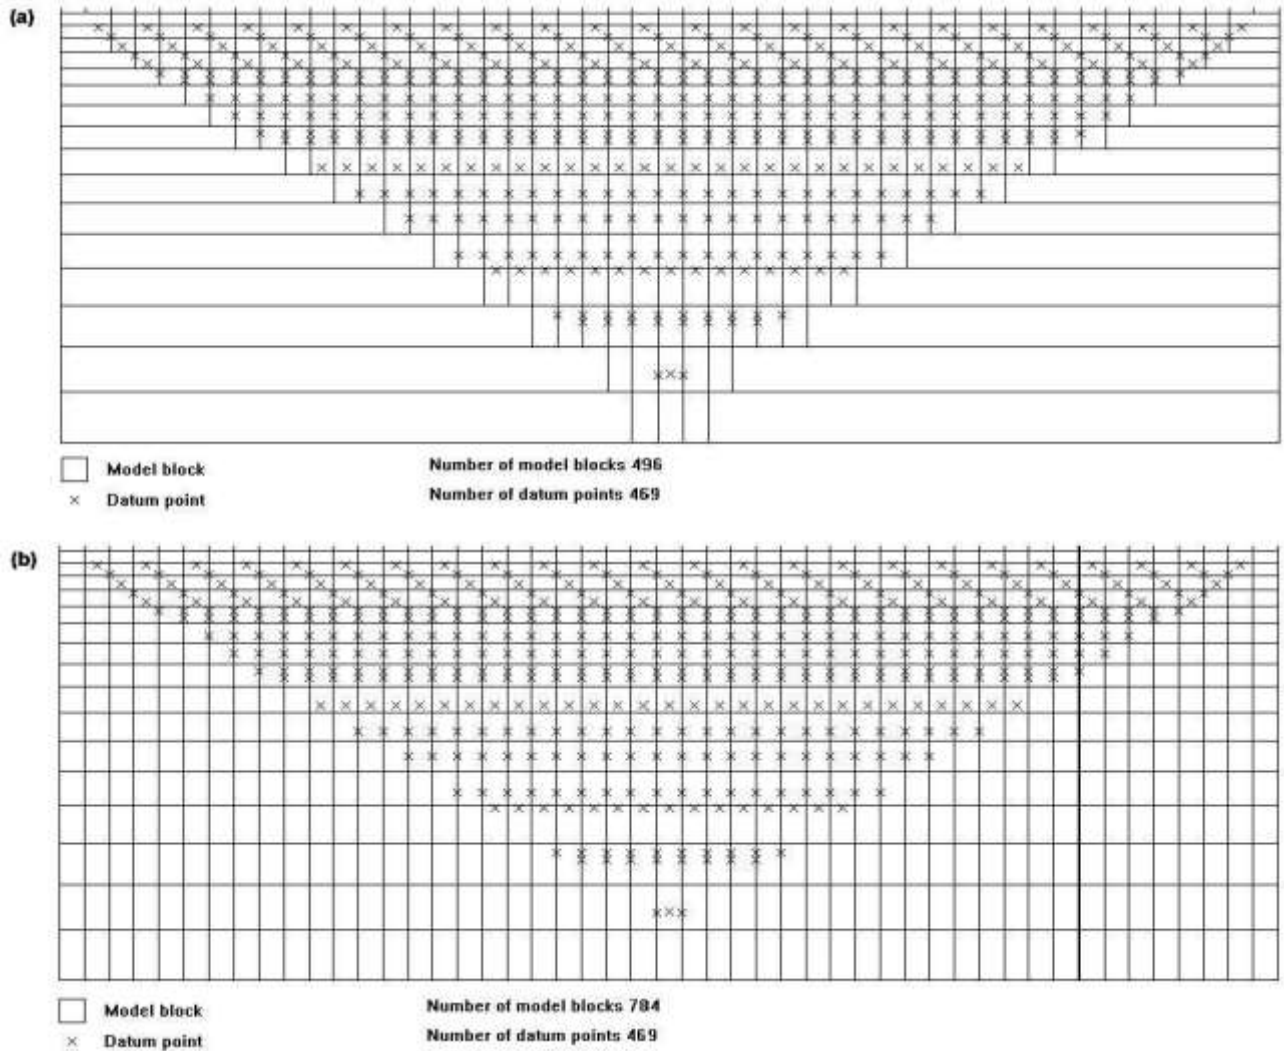 (a)
Model block
Number of model blocks 496
Datum point
Number of datum points 469
(b)
Model block
Number of model blocks 784
Datum point
Number of datum points 469